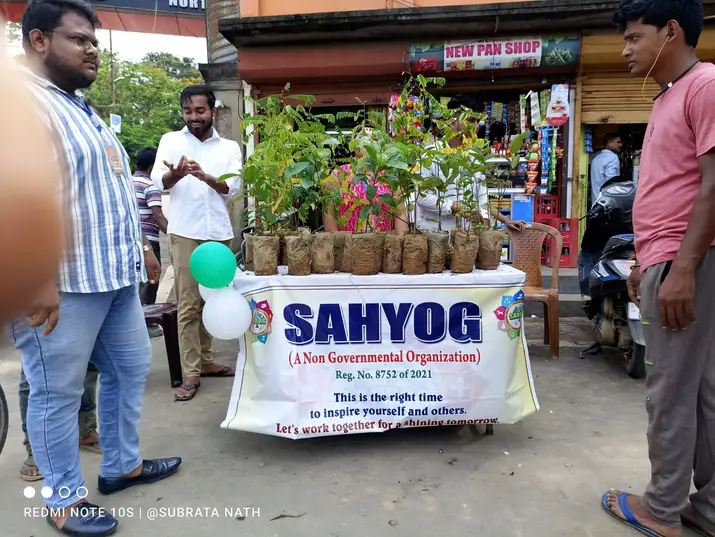 NORT
NEW PAN SHOP
SAHYOG
(A Non Governmental Organization)
Reg. No. 8752 of 2021
This is the right time
to inspire yourself and others.
Let's work together for a shining tomorrow.
REDMI NOTE 10S | @SUBRATA NATH